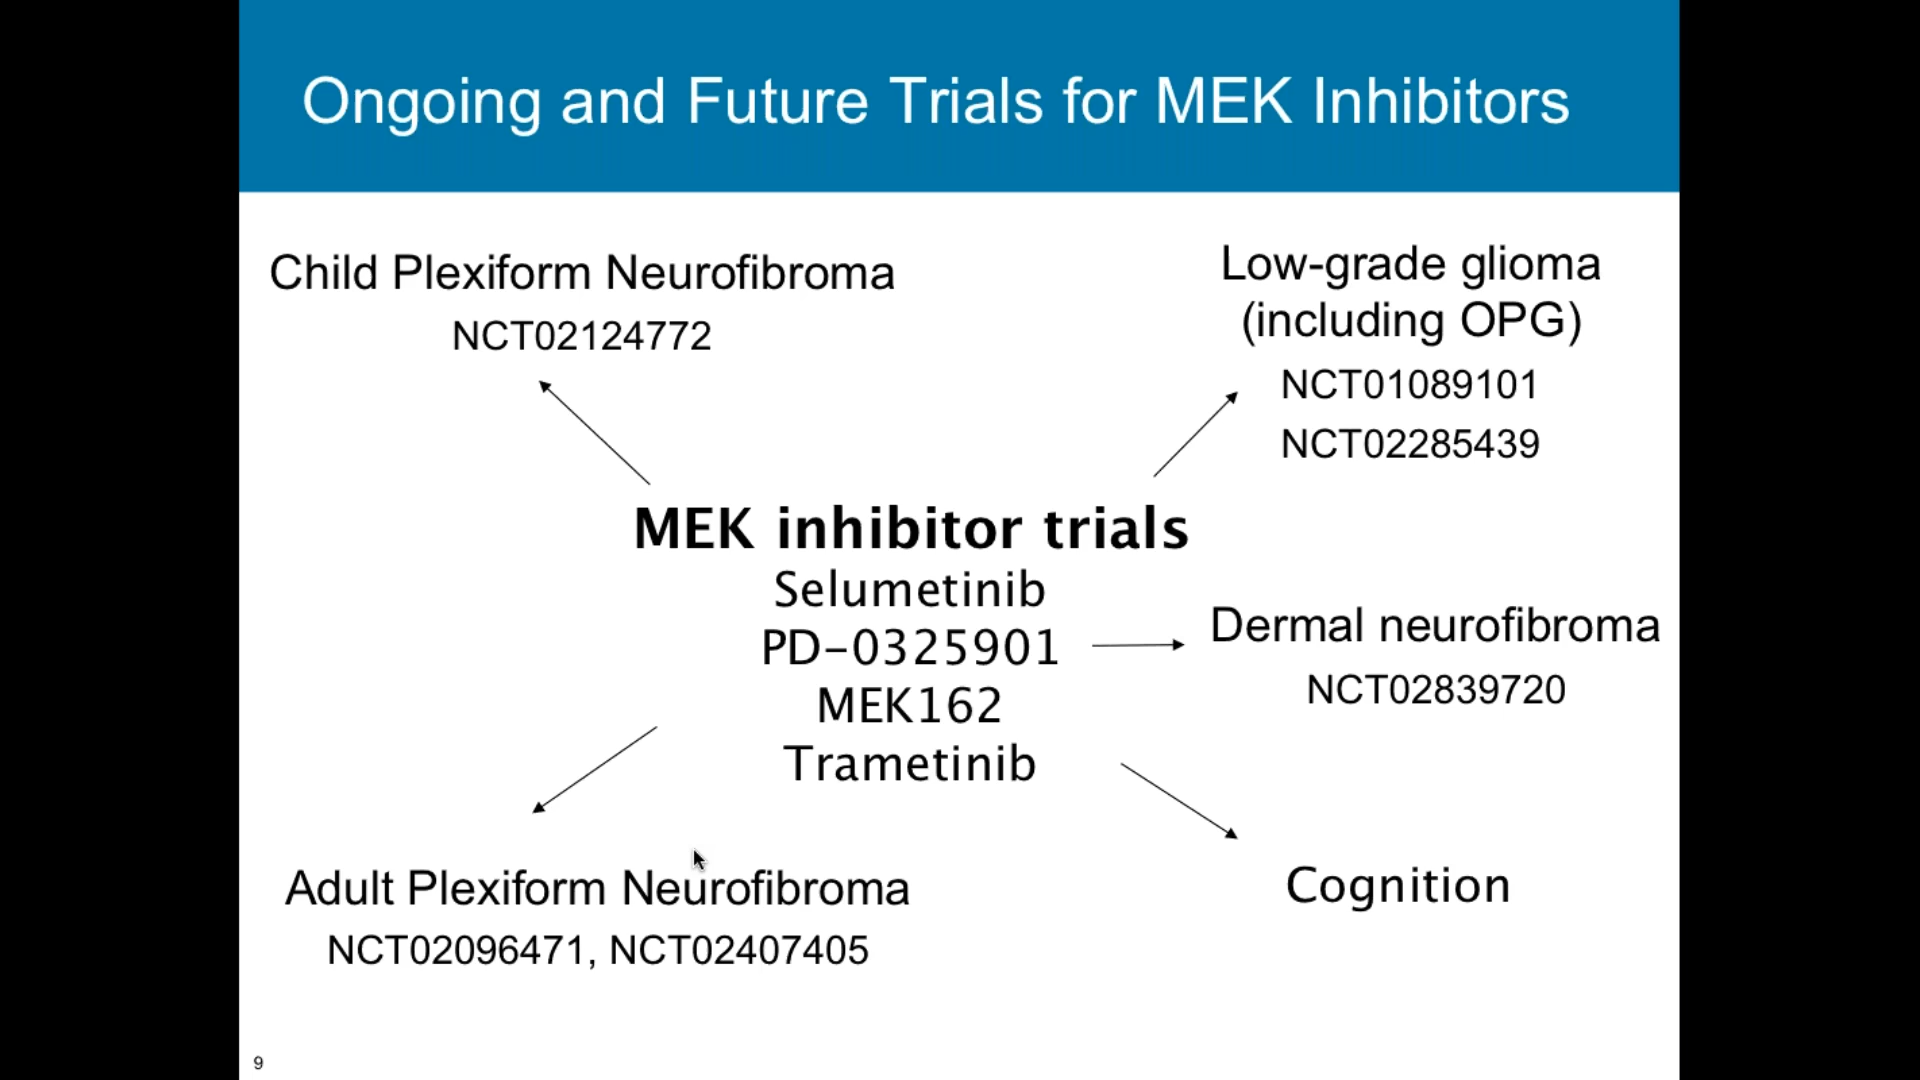 Ongoing and Future Trials for MEK Inhibitors
Child Plexiform Neurofibroma
NCT02124772
Low-grade glioma
(including OPG)
NCT01089101
NCT02285439
MEK inhibitor trials
Selumetinib
PD-0325901
MEK162
Trametinib
Dermal neurofibroma
NCT02839720
Adult Plexiform Neurofibroma
NCT02096471, NCT02407405
Cognition
9